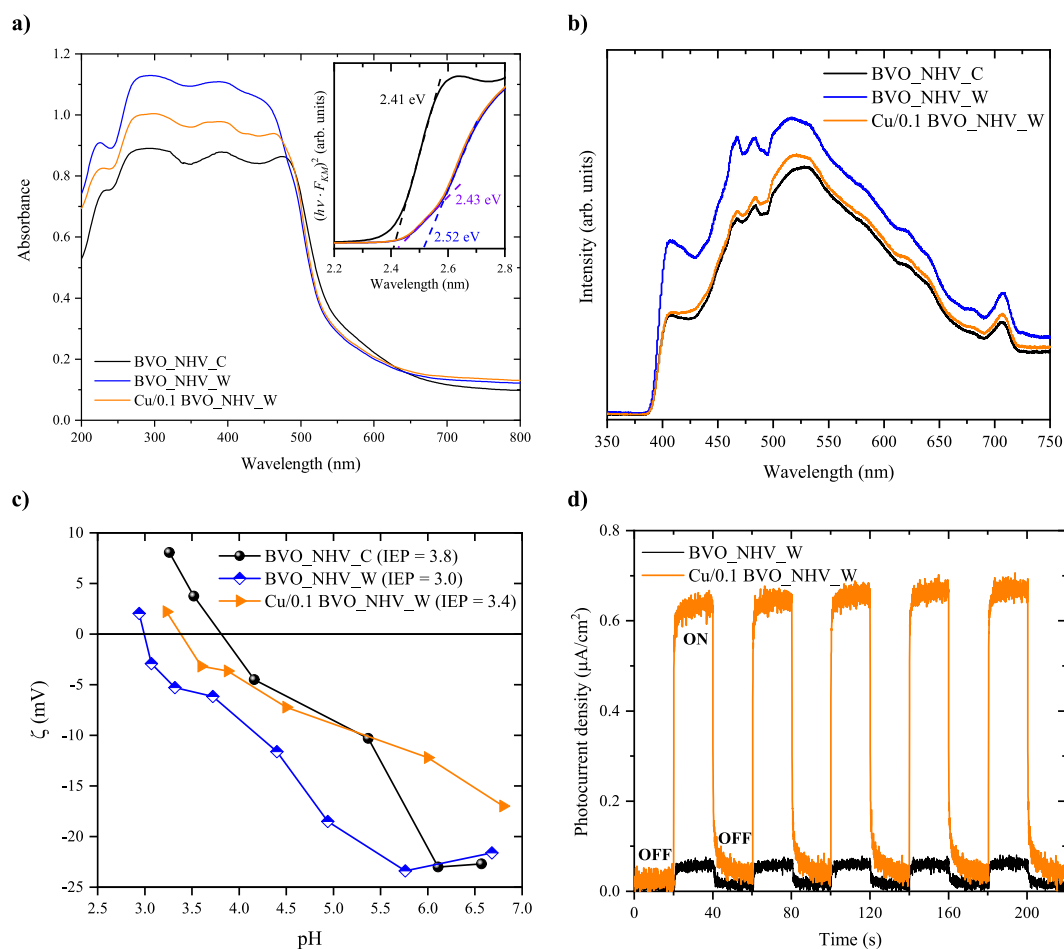 a)
1.2
1.0
0.8
0.6
0.4
0.2
0.0
Absorbance
200 300 400 500 600 700 800
Wavelength (nm)
BVO_NHV_C
BVO_NHV_W
Cu/0.1 BVO_NHV_W
(hν · F_KM)² (arb. units)
2.41 eV
2.43 eV
2.52 eV
2.2 2.4 2.6 2.8
Wavelength (nm)
b)
BVO_NHV_C
BVO_NHV_W
Cu/0.1 BVO_NHV_W
Intensity (arb. units)
350 400 450 500 550 600 650 700 750
Wavelength (nm)
c)
10
5
0
-5
-10
-15
-20
-25
ζ (mV)
BVO_NHV_C (IEP = 3.8)
BVO_NHV_W (IEP = 3.0)
Cu/0.1 BVO_NHV_W (IEP = 3.4)
2.5 3.0 3.5 4.0 4.5 5.0 5.5 6.0 6.5 7.0
pH
d)
0.8
0.6
0.4
0.2
0.0
Photocurrent density (μA/cm²)
BVO_NHV_W
Cu/0.1 BVO_NHV_W
ON
OFF
OFF
0 40 80 120 160 200
Time (s)